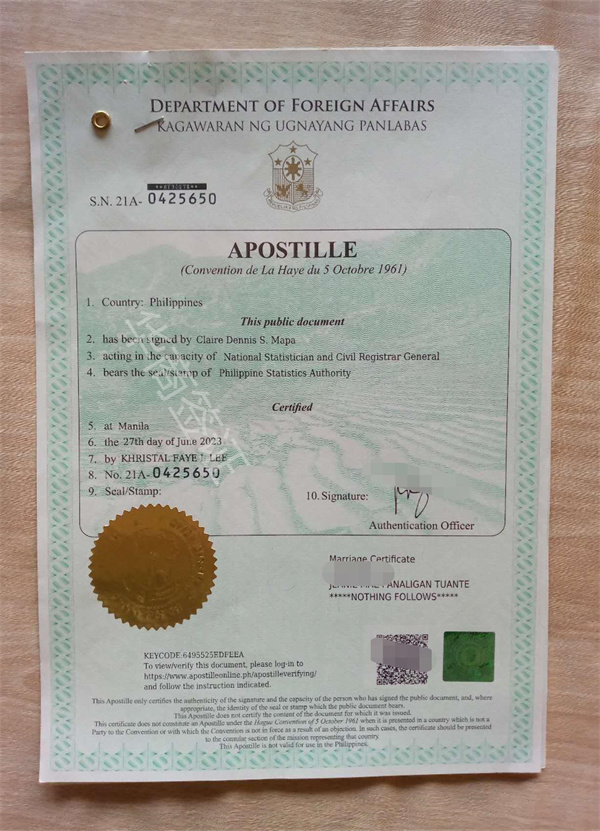 DEPARTMENT OF FOREIGN AFFAIRS
KAGAWARAN NG UGNAYANG PANLABAS
S.N. 21A- 0425650
APOSTILLE
(Convention de La Haye du 5 Octobre 1961)
1. Country: Philippines
This public document
2. has been signed by Claire Dennis S. Mapa
3. acting in the capacity of National Statistician and Civil Registrar General
4. bears the seal/stamp of Philippine Statistics Authority
Certified
5. at Manila
6. the 27th day of June 2023
7. by KHRISTAL FAYE LEE
8. No. 21A-0425650
9. Seal/Stamp:
10. Signature:
Authentication Officer
Marriage Certificate
PANALIGAN TUANTE
*****NOTHING FOLLOWS*****
KEYCODE:
To view/verify this document, please log-in to
https://www.apostilleonline.ph/apostilleverifying/
and follow the instruction indicated.
This Apostille only certifies the authenticity of the signature and the capacity of the person who has signed the public document, and, where
appropriate, the identity of the seal or stamp which the public document bears.
This Apostille does not certify the content of the document for which it was issued.
This certificate does not constitute an Apostille under the Hague Convention of 5 October 1961 when it is presented in a country which is not a
Party to the Convention or with which the Convention is not in force as a result of an objection. In such cases, the certificate should be presented
to the consular section of the mission representing that country.
This Apostille is not valid for use in the Philippines.